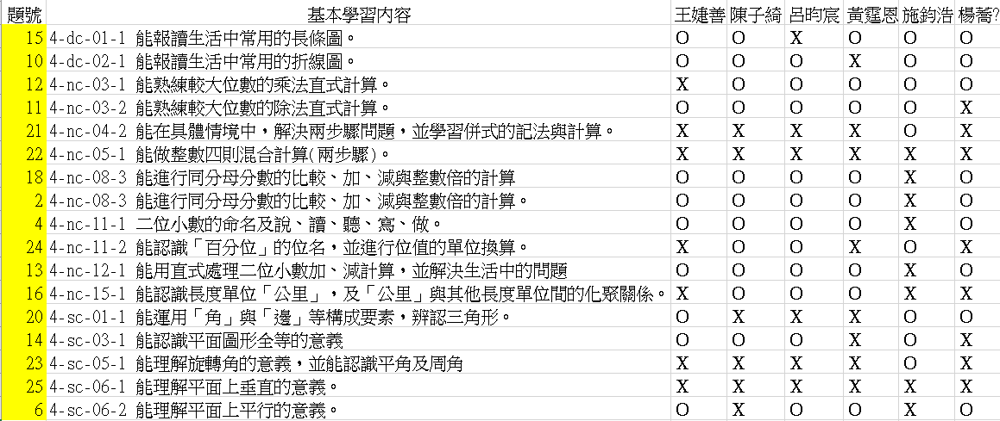 題號 基本學習內容 王婕善 陳子綺 呂昀宸 黃霆恩 施鈞浩 楊蕎?
15 4-dc-01-1 能報讀生活中常用的長條圖。 O O X O O O
10 4-dc-02-1 能報讀生活中常用的折線圖。 O O O X O O
12 4-nc-03-1 能熟練較大位數的乘法直式計算。 X O O O O O
11 4-nc-03-2 能熟練較大位數的除法直式計算。 O O O O O X
21 4-nc-04-2 能在具體情境中，解決兩步驟問題，並學習併式的記法與計算。 X X X X O X
22 4-nc-05-1 能做整數四則混合計算(兩步驟)。 X X X X X X
18 4-nc-08-3 能進行同分母分數的比較、加、減與整數倍的計算 O O O O X O
2 4-nc-08-3 能進行同分母分數的比較、加、減與整數倍的計算。 O O O O X O
4 4-nc-11-1 二位小數的命名及說、讀、聽、寫、做。 O O O O X O
24 4-nc-11-2 能認識「百分位」的位名，並進行位值的單位換算。 X O X X O X
13 4-nc-12-1 能用直式處理二位小數加、減計算，並解決生活中的問題 O O O O X O
16 4-nc-15-1 能認識長度單位「公里」，及「公里」與其他長度單位間的化聚關係。 X O O O X X
20 4-sc-01-1 能運用「角」與「邊」等構成要素，辨認三角形。 O X X X O O
14 4-sc-03-1 能認識平面圖形全等的意義 O O O X O X
23 4-sc-05-1 能理解旋轉角的意義，並能認識平角及周角 X X X X O X
25 4-sc-06-1 能理解平面上垂直的意義。 X X X X X X
6 4-sc-06-2 能理解平面上平行的意義。 O X O O X O